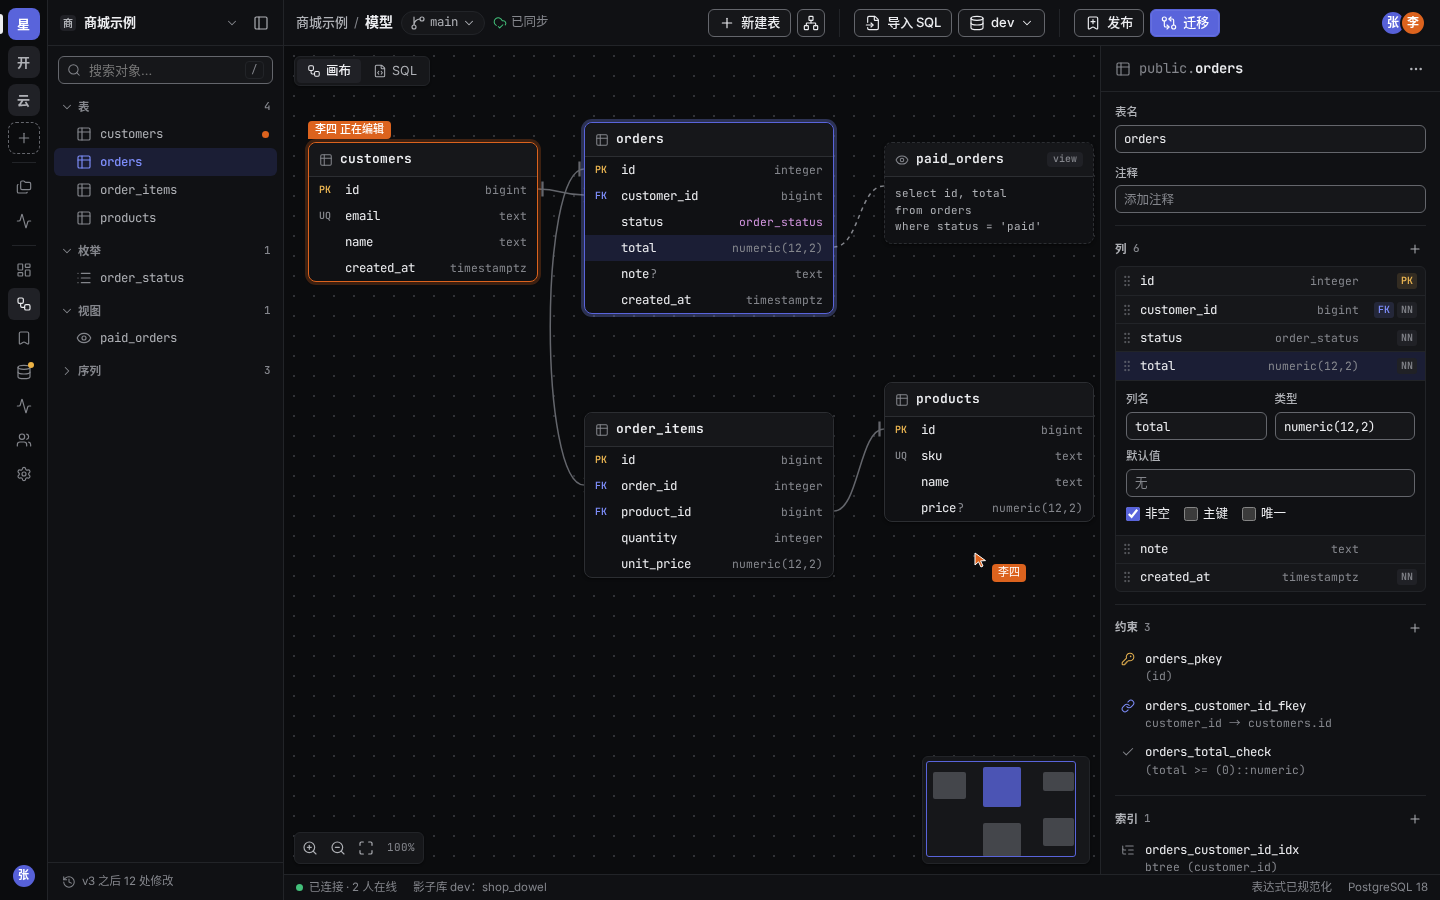 星
开
云
商 商城示例
搜索对象... /
表 4
customers
orders
order_items
products
枚举 1
order_status
视图 1
paid_orders
序列 3
v3 之后 12 处修改
张
商城示例 / 模型 main 已同步
新建表 导入 SQL dev 发布 迁移
张 李
画布 SQL
李四 正在编辑
customers
PK id bigint
UQ email text
name text
created_at timestamptz
orders
PK id integer
FK customer_id bigint
status order_status
total numeric(12,2)
note? text
created_at timestamptz
paid_orders view
select id, total
from orders
where status = 'paid'
order_items
PK id bigint
FK order_id integer
FK product_id bigint
quantity integer
unit_price numeric(12,2)
products
PK id bigint
UQ sku text
name text
price? numeric(12,2)
李四
100%
public.orders
表名
orders
注释
添加注释
列 6
id integer PK
customer_id bigint FK NN
status order_status NN
total numeric(12,2) NN
列名 类型
total numeric(12,2)
默认值
无
非空 主键 唯一
note text
created_at timestamptz NN
约束 3
orders_pkey
(id)
orders_customer_id_fkey
customer_id → customers.id
orders_total_check
(total >= (0)::numeric)
索引 1
orders_customer_id_idx
btree (customer_id)
已连接 · 2 人在线 影子库 dev：shop_dowel
表达式已规范化 PostgreSQL 18